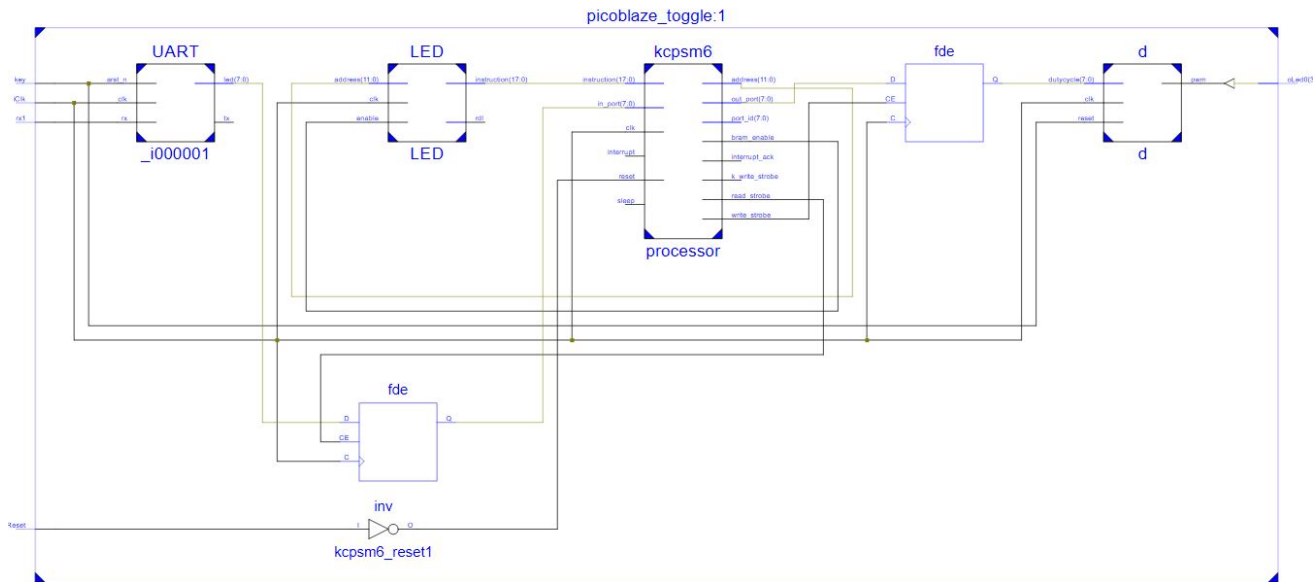 picoblaze_toggle:1
UART
LED
kcpsm6
fde
d
key
arst_n
led(7:0)
address(11:0)
instruction(17:0)
instruction(17:0)
address(11:0)
D
Q
dutycycle(7:0)
pwm
iClk
clk
clk
in_port(7:0)
out_port(7:0)
CE
clk
rx1
rx
tx
enable
rdl
clk
port_id(7:0)
C
reset
_i000001
LED
bram_enable
d
interrupt
interrupt_ack
reset
k_write_strobe
sleep
read_strobe
write_strobe
processor
fde
D
Q
CE
C
inv
Reset
I
O
kcpsm6_reset1